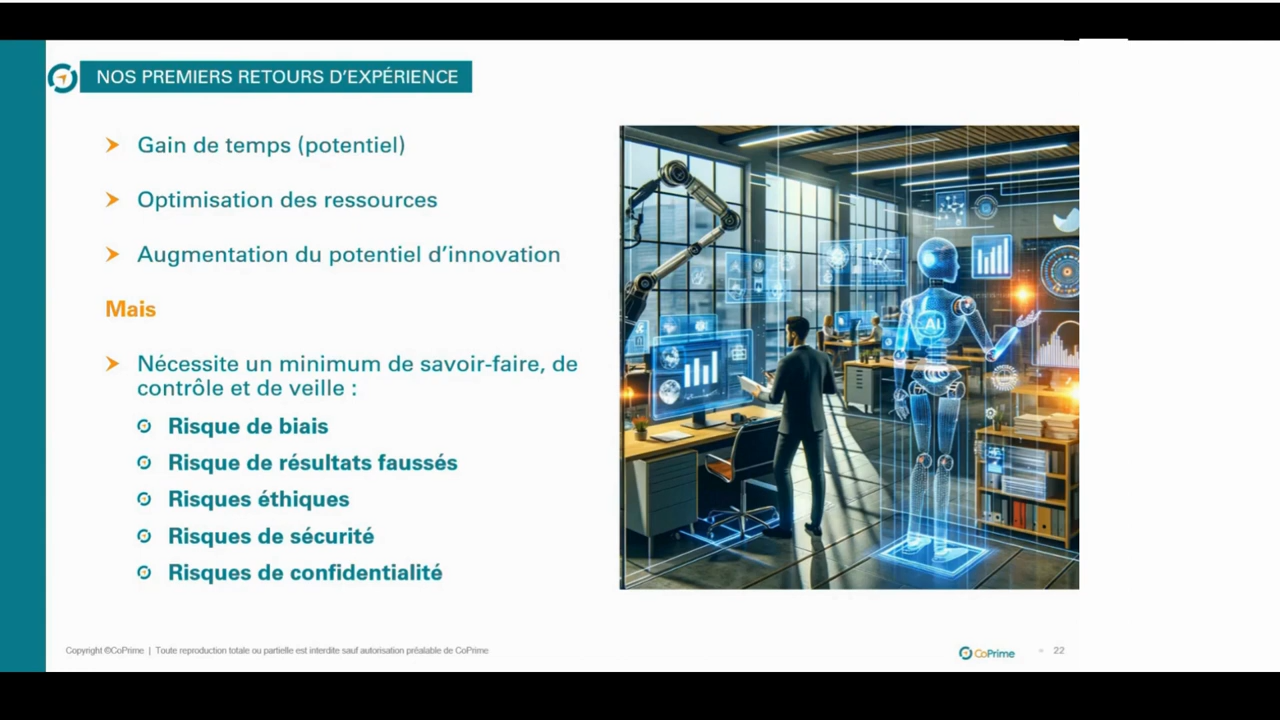 NOS PREMIERS RETOURS D'EXPÉRIENCE
Gain de temps (potentiel)
Optimisation des ressources
Augmentation du potentiel d'innovation
Mais
Nécessite un minimum de savoir-faire, de
contrôle et de veille :
Risque de biais
Risque de résultats faussés
Risques éthiques
Risques de sécurité
Risques de confidentialité
AI
Copyright ©CoPrime | Toute reproduction totale ou partielle est interdite sauf autorisation préalable de CoPrime
CoPrime
22